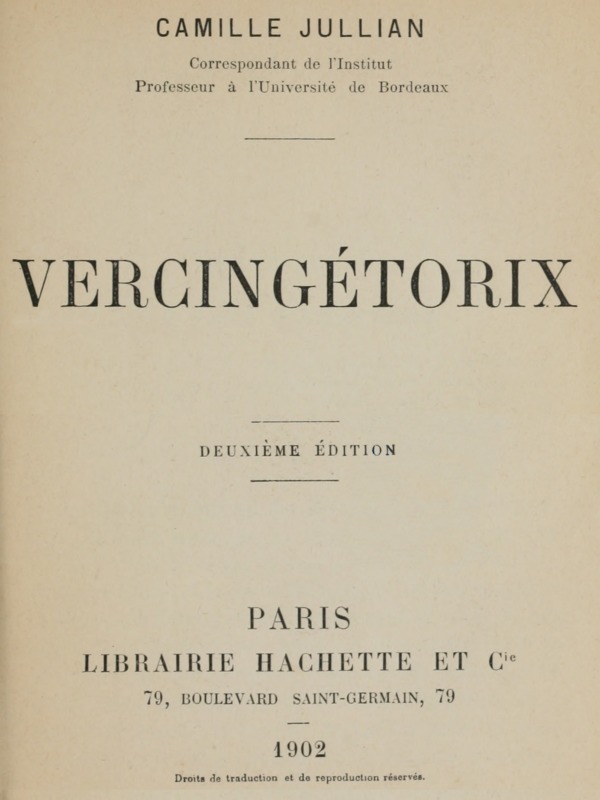 CAMILLE JULLIAN
Correspondant de l'Institut
Professeur à l'Université de Bordeaux
VERCINGÉTORIX
DEUXIÈME ÉDITION
PARIS
LIBRAIRIE HACHETTE ET Cie
79, BOULEVARD SAINT-GERMAIN, 79
1902
Droits de traduction et de reproduction réservés.